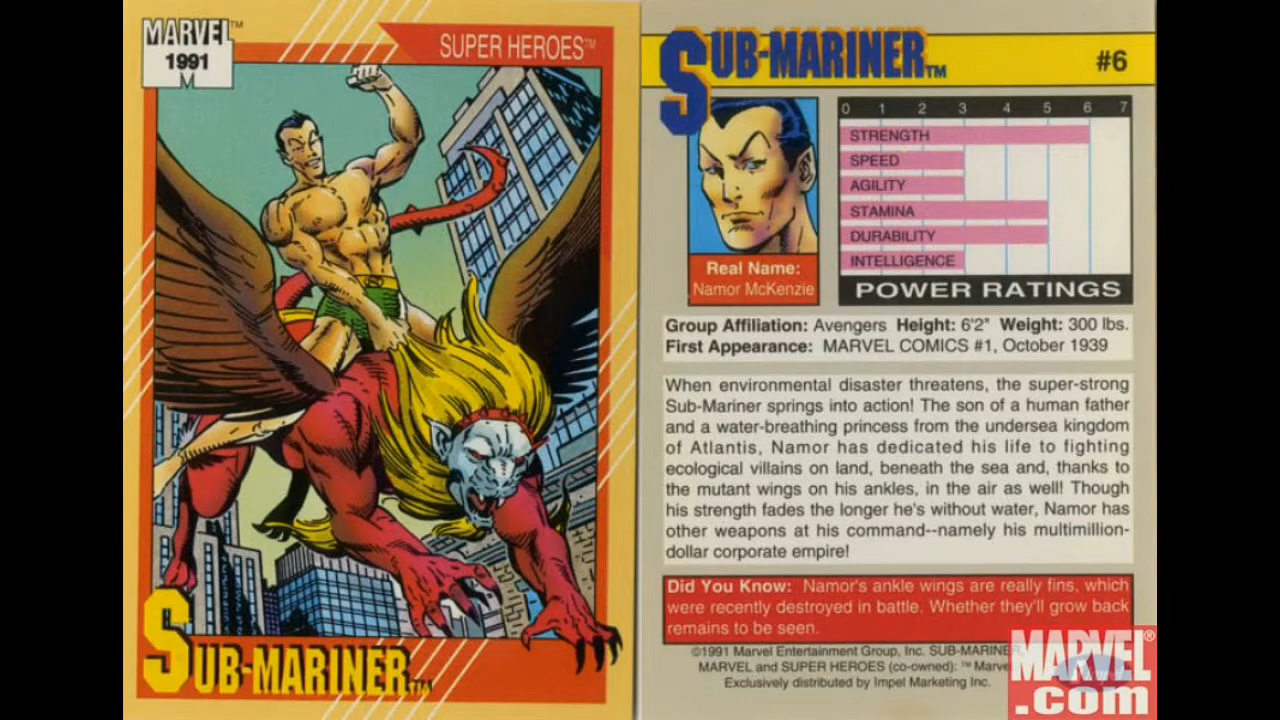 MARVEL™
1991
M
SUPER HEROES™
SUB-MARINER™
SUB-MARINER™
#6
0 1 2 3 4 5 6 7
STRENGTH
SPEED
AGILITY
STAMINA
DURABILITY
INTELLIGENCE
POWER RATINGS
Real Name:
Namor McKenzie
Group Affiliation: Avengers Height: 6'2" Weight: 300 lbs.
First Appearance: MARVEL COMICS #1, October 1939
When environmental disaster threatens, the super-strong
Sub-Mariner springs into action! The son of a human father
and a water-breathing princess from the undersea kingdom
of Atlantis, Namor has dedicated his life to fighting
ecological villains on land, beneath the sea and, thanks to
the mutant wings on his ankles, in the air as well! Though
his strength fades the longer he's without water, Namor has
other weapons at his command--namely his multimillion-
dollar corporate empire!
Did You Know: Namor's ankle wings are really fins, which
were recently destroyed in battle. Whether they'll grow back
remains to be seen.
©1991 Marvel Entertainment Group, Inc. SUB-MARINER,
MARVEL and SUPER HEROES (co-owned): ™ Marve
Exclusively distributed by Impel Marketing Inc.
MARVEL®
.com